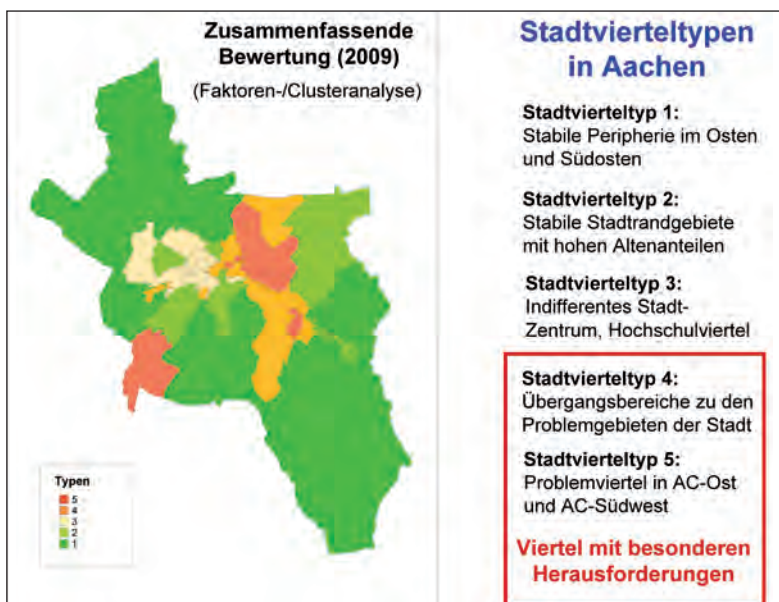 Zusammenfassende
Bewertung (2009)
(Faktoren-/Clusteranalyse)
Typen
5
4
3
2
1
Stadtvierteltypen
in Aachen
Stadtvierteltyp 1:
Stabile Peripherie im Osten
und Südosten
Stadtvierteltyp 2:
Stabile Stadtrandgebiete
mit hohen Altenanteilen
Stadtvierteltyp 3:
Indifferentes Stadt-
Zentrum, Hochschulviertel
Stadtvierteltyp 4:
Übergangsbereiche zu den
Problemgebieten der Stadt
Stadtvierteltyp 5:
Problemviertel in AC-Ost
und AC-Südwest
Viertel mit besonderen
Herausforderungen